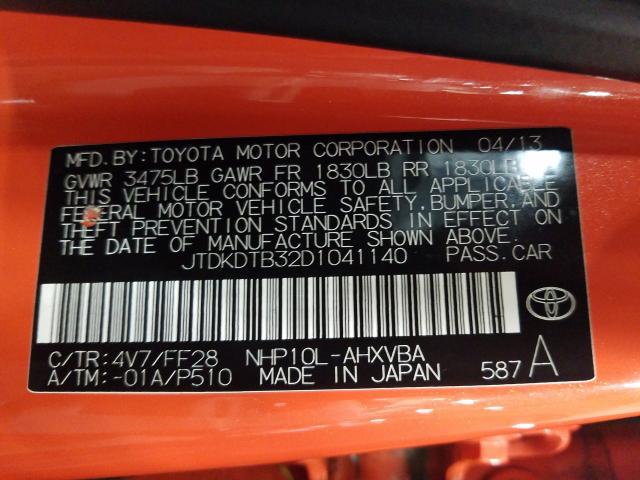 MFD.BY:TOYOTA MOTOR CORPORATION 04/13
GVWR 3475LB GAWR FR 1830LB RR 1830LB
THIS VEHICLE CONFORMS TO ALL APPLICABLE
FEDERAL MOTOR VEHICLE SAFETY,BUMPER,AND
THEFT PREVENTION STANDARDS IN EFFECT ON
THE DATE OF MANUFACTURE SHOWN ABOVE.
JTDKDTB32D1041140 PASS.CAR
C/TR:4V7/FF28 NHP10L-AHXVBA
A/TM:-01A/P510 MADE IN JAPAN 587 A